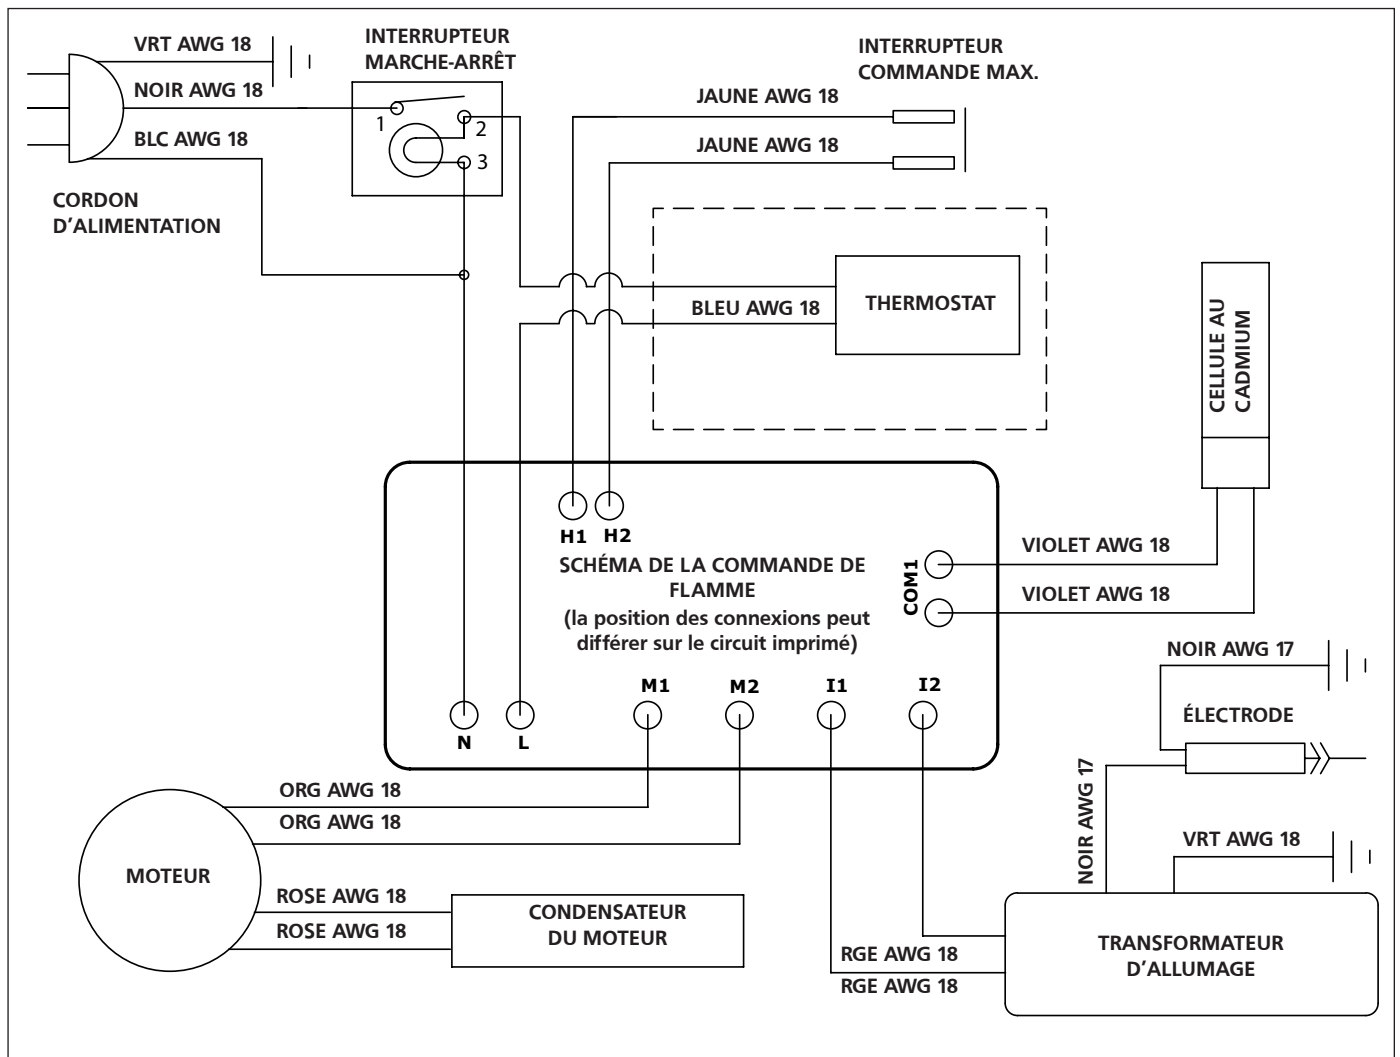 VRT AWG 18
NOIR AWG 18
BLC AWG 18
CORDON
D'ALIMENTATION
INTERRUPTEUR
MARCHE-ARRÊT
1
2
3
INTERRUPTEUR
COMMANDE MAX.
JAUNE AWG 18
JAUNE AWG 18
BLEU AWG 18
THERMOSTAT
CELLULE AU
CADMIUM
H1 H2
SCHÉMA DE LA COMMANDE DE
FLAMME
(la position des connexions peut
différer sur le circuit imprimé)
COM1
VIOLET AWG 18
VIOLET AWG 18
N
L
M1
M2
I1
I2
NOIR AWG 17
ÉLECTRODE
NOIR AWG 17
VRT AWG 18
ORG AWG 18
ORG AWG 18
MOTEUR
ROSE AWG 18
ROSE AWG 18
CONDENSATEUR
DU MOTEUR
RGE AWG 18
RGE AWG 18
TRANSFORMATEUR
D'ALLUMAGE